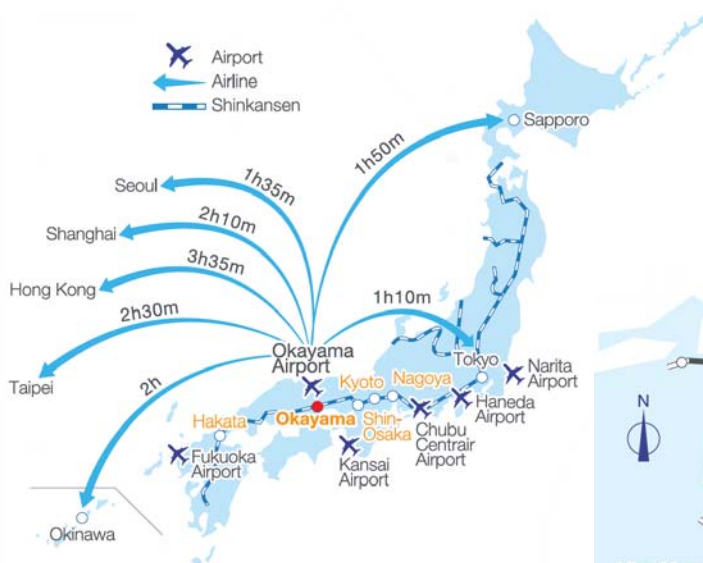 Airport
Airline
Shinkansen
Sapporo
1h50m
Seoul
1h35m
Shanghai
2h10m
Hong Kong
3h35m
2h30m
Taipei
1h10m
2h
Okayama
Airport
Tokyo
Narita
Airport
Haneda
Airport
Kyoto
Nagoya
Hakata
Okayama
Shin-
Osaka
Chubu
Centrair
Airport
Fukuoka
Airport
Kansai
Airport
Okinawa
N